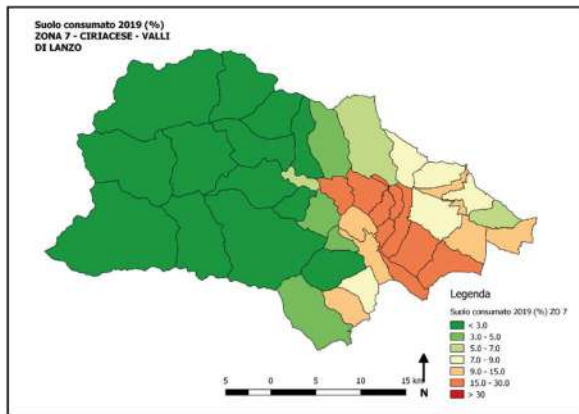 Suolo consumato 2019 (%)
ZONA 7 - CIRIACESE - VALLI
DI LANZO
Legenda
Suolo consumato 2019 (%) ZO 7
< 3.0
3.0 - 5.0
5.0 - 7.0
7.0 - 9.0
9.0 - 15.0
15.0 - 30.0
> 30
5 0 5 10 15 km
N